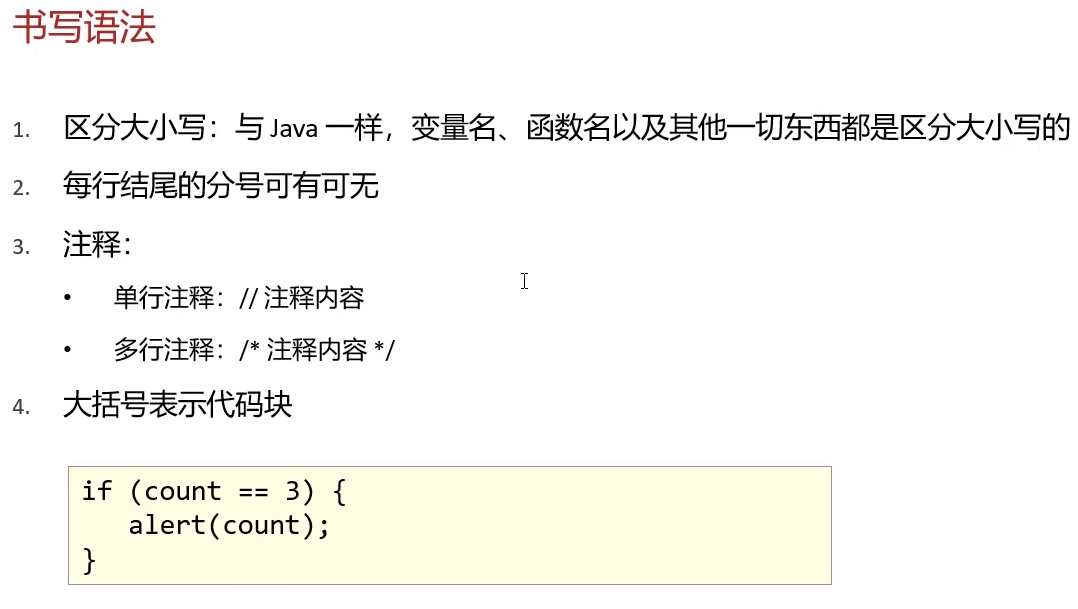 书写语法
1. 区分大小写：与 Java 一样，变量名、函数名以及其他一切东西都是区分大小写的
2. 每行结尾的分号可有可无
3. 注释：
• 单行注释：// 注释内容
• 多行注释：/* 注释内容 */
4. 大括号表示代码块
if (count == 3) {
   alert(count);
}